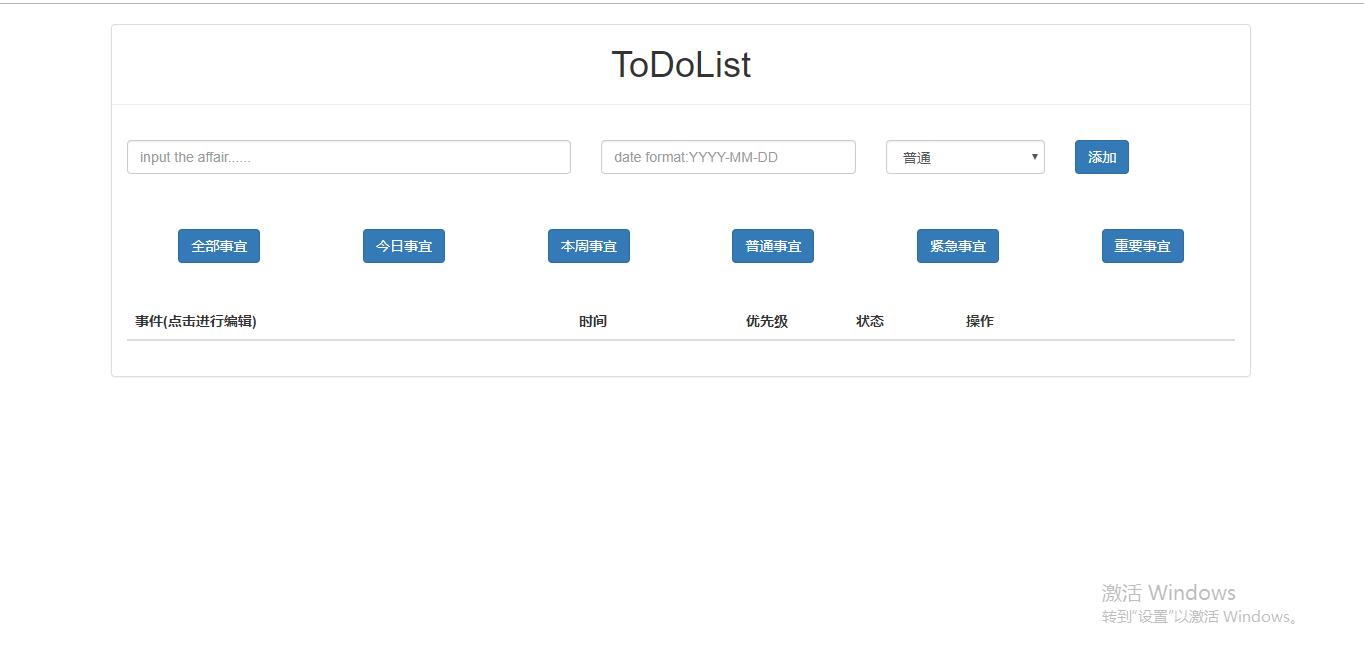 ToDoList
input the affair......
date format:YYYY-MM-DD
普通
添加
全部事宜
今日事宜
本周事宜
普通事宜
紧急事宜
重要事宜
事件(点击进行编辑)
时间
优先级
状态
操作
激活 Windows
转到"设置"以激活 Windows。